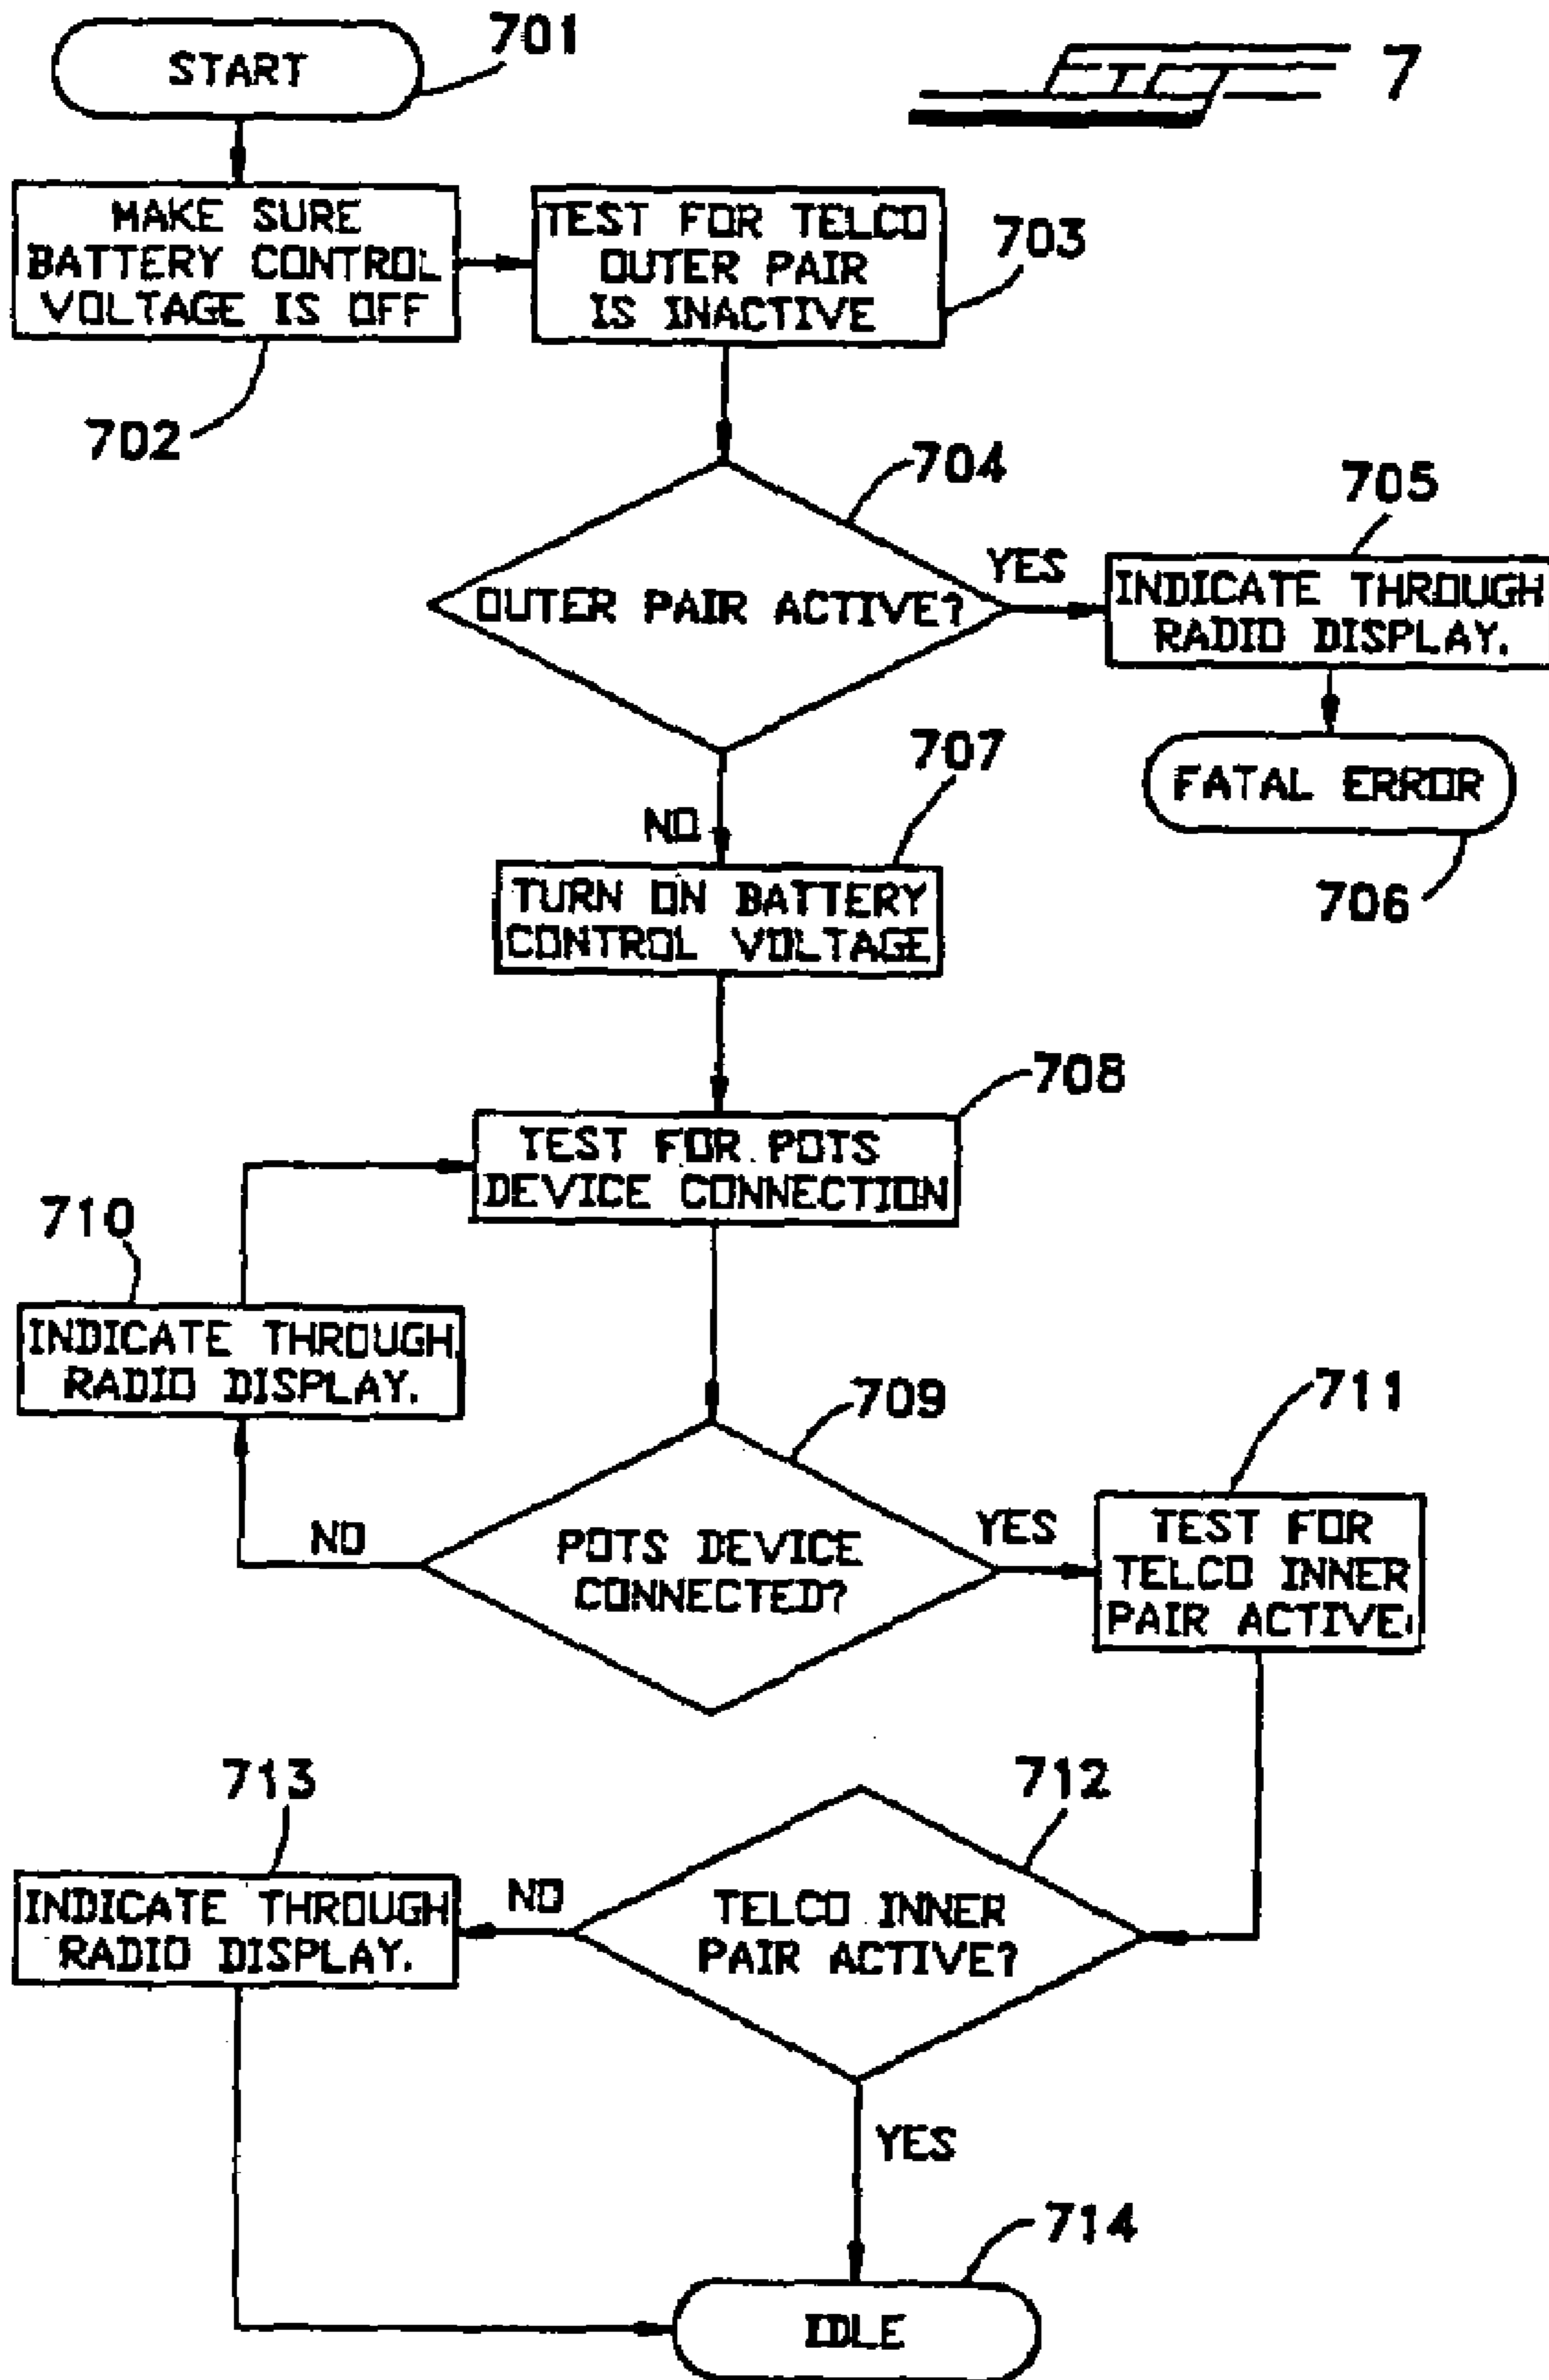 701
START
FIG 7
MAKE SURE
BATTERY CONTROL
VOLTAGE IS OFF
TEST FOR TELCO
OUTER PAIR
IS INACTIVE
703
702
704
705
OUTER PAIR ACTIVE?
YES
INDICATE THROUGH
RADIO DISPLAY.
707
FATAL ERROR
NO
706
TURN ON BATTERY
CONTROL VOLTAGE
708
TEST FOR POTS
DEVICE CONNECTION
710
INDICATE THROUGH
RADIO DISPLAY.
709
711
NO
POTS DEVICE
CONNECTED?
YES
TEST FOR
TELCO INNER
PAIR ACTIVE.
713
712
INDICATE THROUGH
RADIO DISPLAY.
NO
TELCO INNER
PAIR ACTIVE?
YES
714
IDLE